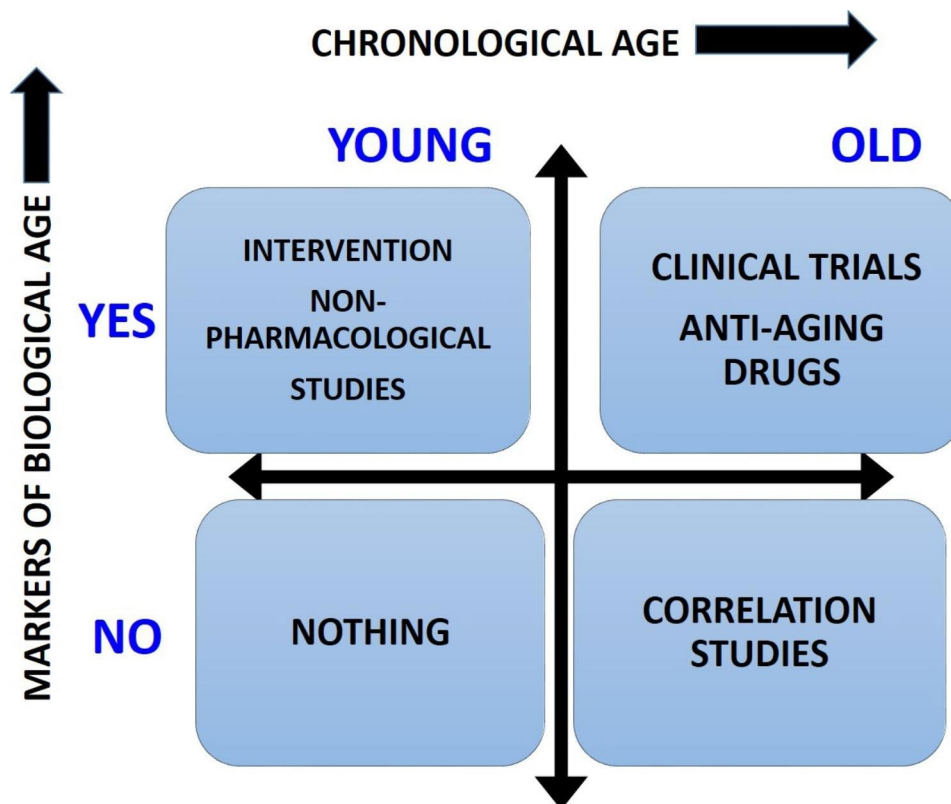 CHRONOLOGICAL AGE
YOUNG
OLD
MARKERS OF BIOLOGICAL AGE
YES
INTERVENTION
NON-
PHARMACOLOGICAL
STUDIES
CLINICAL TRIALS
ANTI-AGING
DRUGS
NO
NOTHING
CORRELATION
STUDIES